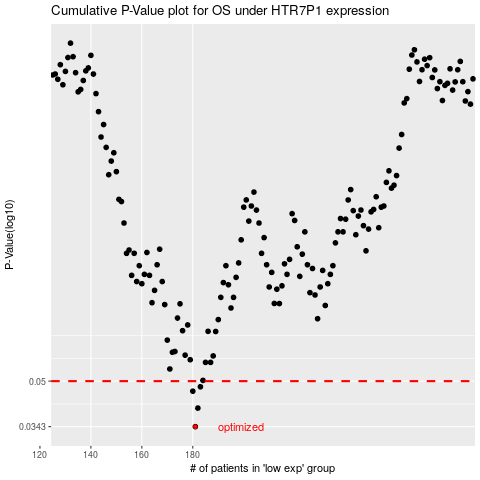 Cumulative P-Value plot for OS under HTR7P1 expression
P-Value(log10)
0.05
0.0343
optimized
120 140 160 180
# of patients in 'low exp' group